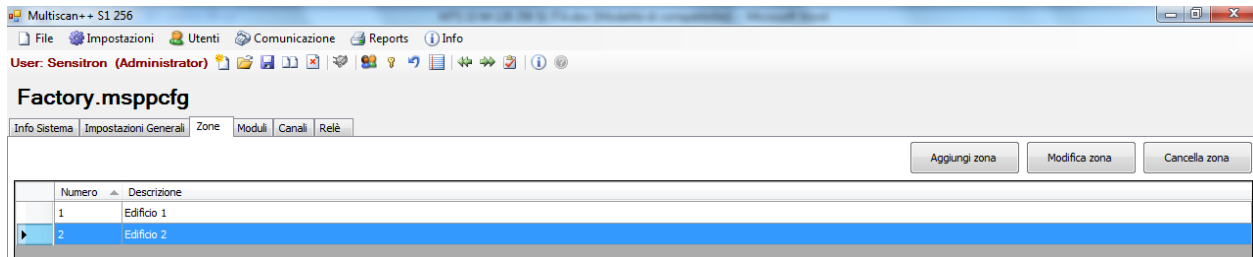 Multiscan++ S1 256
File Impostazioni Utenti Comunicazione Reports Info
User: Sensitron (Administrator)
Factory.msppcfg
Info Sistema Impostazioni Generali Zone Moduli Canali Relè
Aggiungi zona Modifica zona Cancella zona
Numero Descrizione
1 Edificio 1
2 Edificio 2